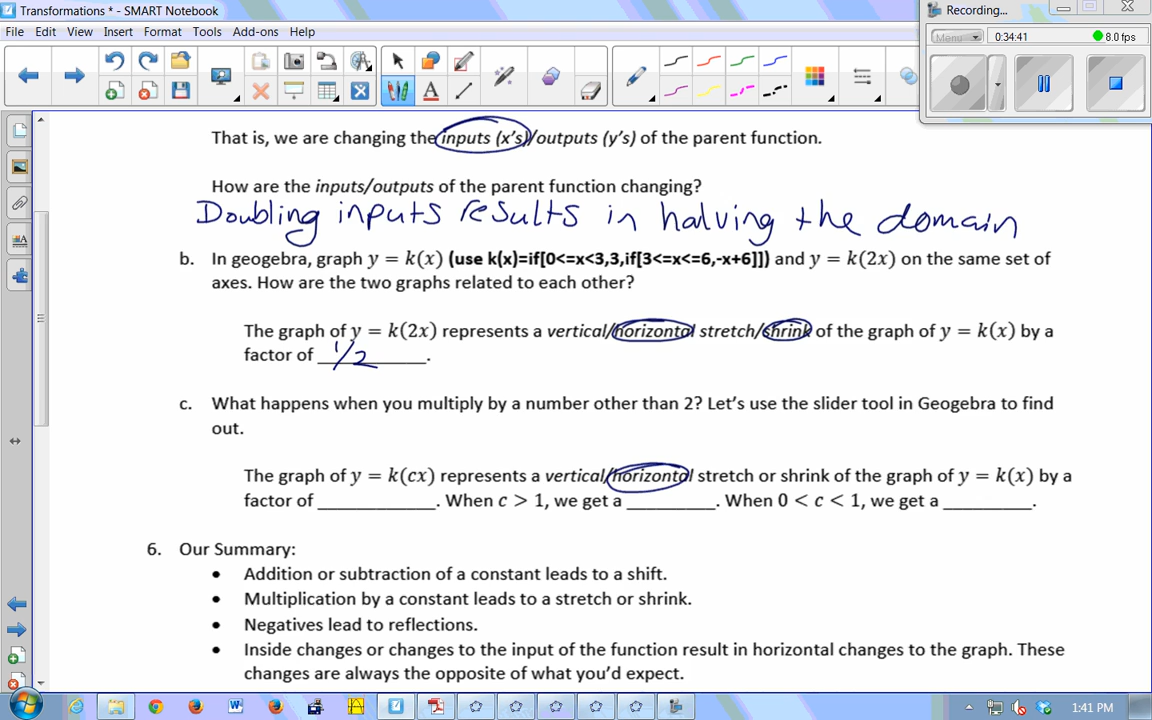 Transformations * - SMART Notebook
Recording...
File Edit View Insert Format Tools Add-ons Help
Menu 0:34:41 8.0 fps
That is, we are changing the inputs (x's)/outputs (y's) of the parent function.
How are the inputs/outputs of the parent function changing?
Doubling inputs results in halving the domain
b. In geogebra, graph y = k(x) (use k(x)=if[0<=x<3,3,if[3<=x<=6,-x+6]]) and y = k(2x) on the same set of
axes. How are the two graphs related to each other?
The graph of y = k(2x) represents a vertical/horizontal stretch/shrink of the graph of y = k(x) by a
factor of 1/2.
c. What happens when you multiply by a number other than 2? Let's use the slider tool in Geogebra to find
out.
The graph of y = k(cx) represents a vertical/horizontal stretch or shrink of the graph of y = k(x) by a
factor of ____________. When c > 1, we get a _________. When 0 < c < 1, we get a _________.
6. Our Summary:
• Addition or subtraction of a constant leads to a shift.
• Multiplication by a constant leads to a stretch or shrink.
• Negatives lead to reflections.
• Inside changes or changes to the input of the function result in horizontal changes to the graph. These
changes are always the opposite of what you'd expect.
1:41 PM